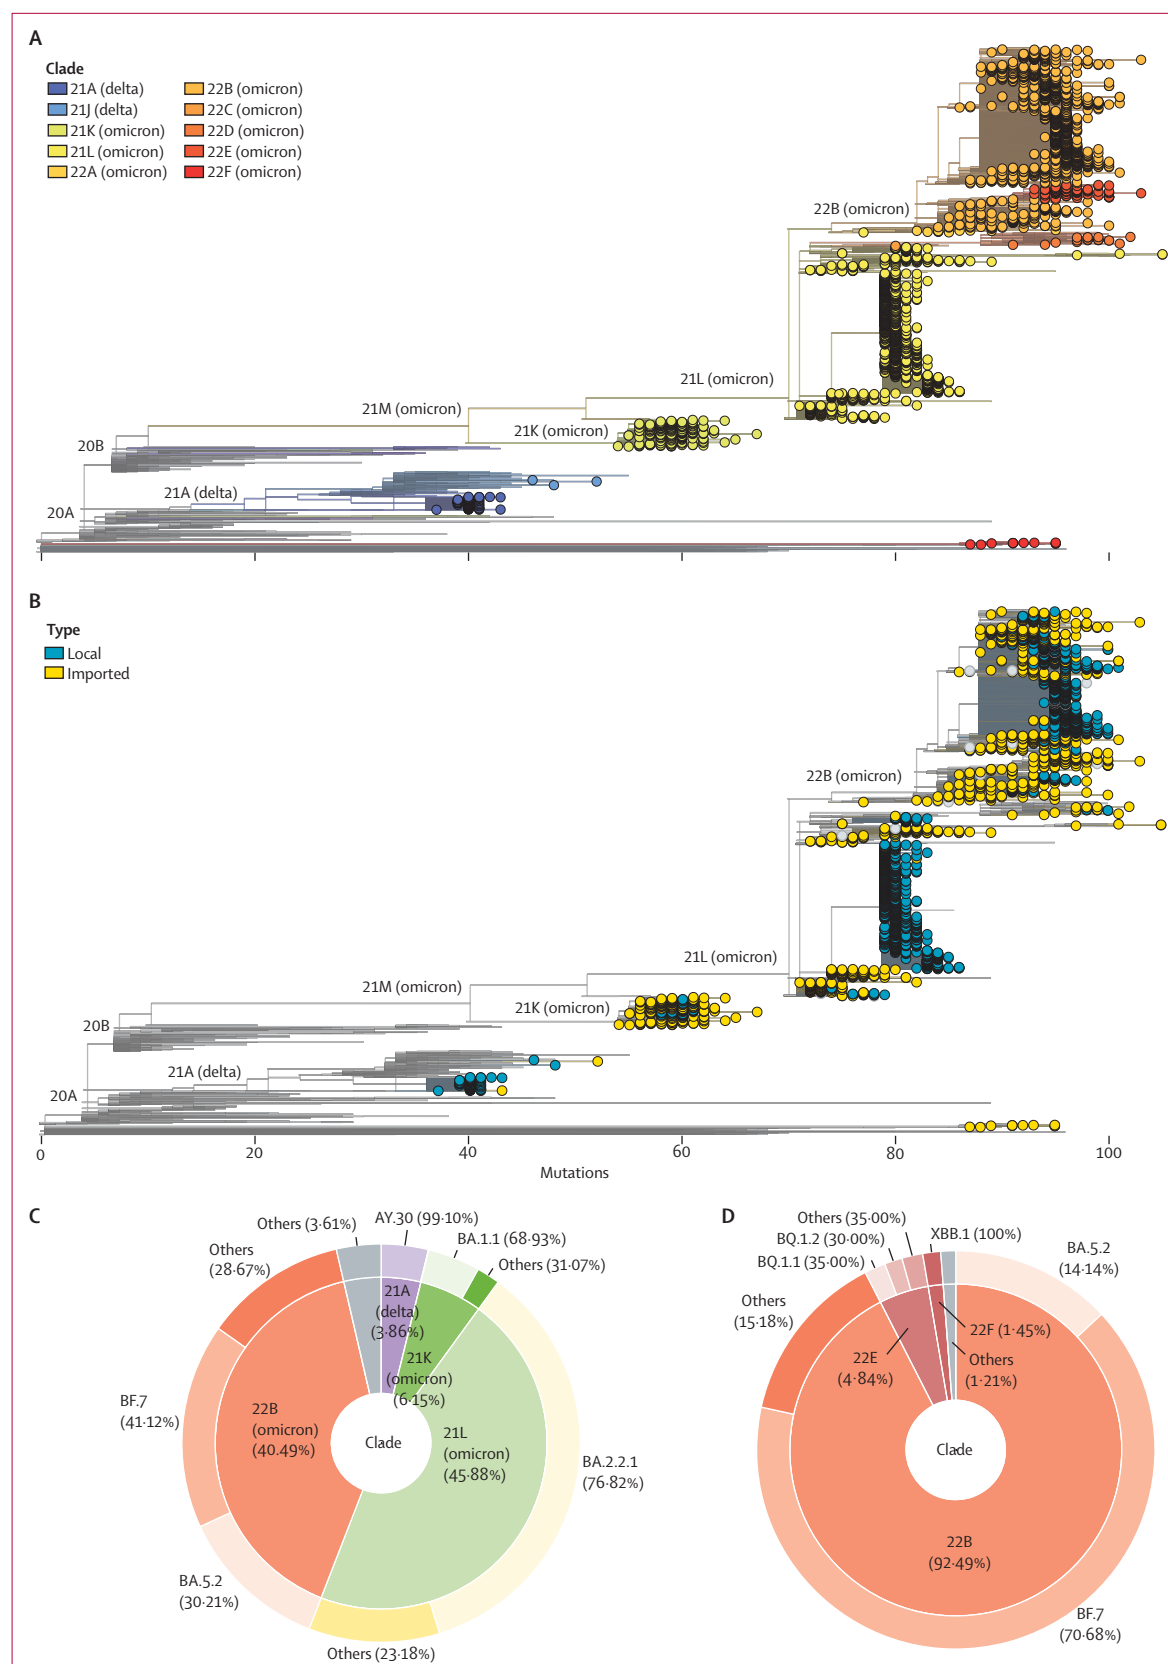 A
Clade
21A (delta)
21J (delta)
21K (omicron)
21L (omicron)
22A (omicron)
22B (omicron)
22C (omicron)
22D (omicron)
22E (omicron)
22F (omicron)
22B (omicron)
21L (omicron)
21M (omicron)
21K (omicron)
20B
21A (delta)
20A
B
Type
Local
Imported
22B (omicron)
21L (omicron)
21M (omicron)
21K (omicron)
20B
21A (delta)
20A
0 20 40 60 80 100
Mutations
C
Others (3·61%)
AY.30 (99·10%)
BA.1.1 (68·93%)
Others (31·07%)
Others
(28·67%)
21A
(delta)
(3·86%)
21K
(omicron)
(6·15%)
BF.7
(41·12%)
22B
(omicron)
(40.49%)
Clade
21L
(omicron)
(45·88%)
BA.2.2.1
(76·82%)
BA.5.2
(30·21%)
Others (23·18%)
D
Others (35·00%)
BQ.1.2 (30·00%)
BQ.1.1 (35·00%)
XBB.1 (100%)
BA.5.2
(14·14%)
Others
(15·18%)
22F (1·45%)
22E
(4·84%)
Others
(1·21%)
Clade
22B
(92·49%)
BF.7
(70·68%)